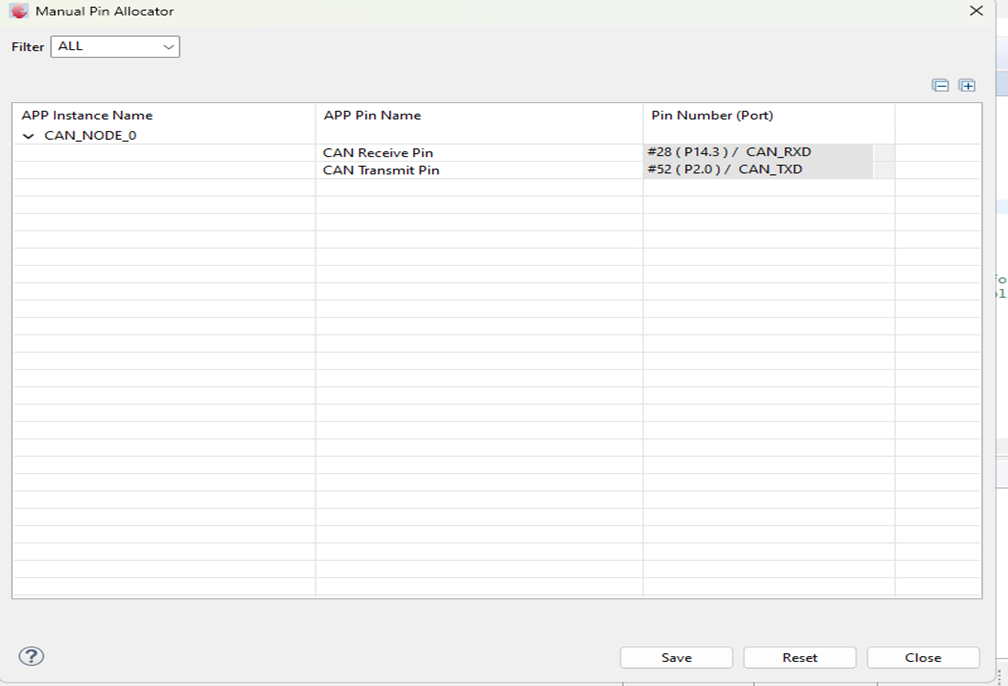 Manual Pin Allocator
Filter ALL
APP Instance Name APP Pin Name Pin Number (Port)
CAN_NODE_0
CAN Receive Pin #28 ( P14.3 ) / CAN_RXD
CAN Transmit Pin #52 ( P2.0 ) / CAN_TXD
? Save Reset Close